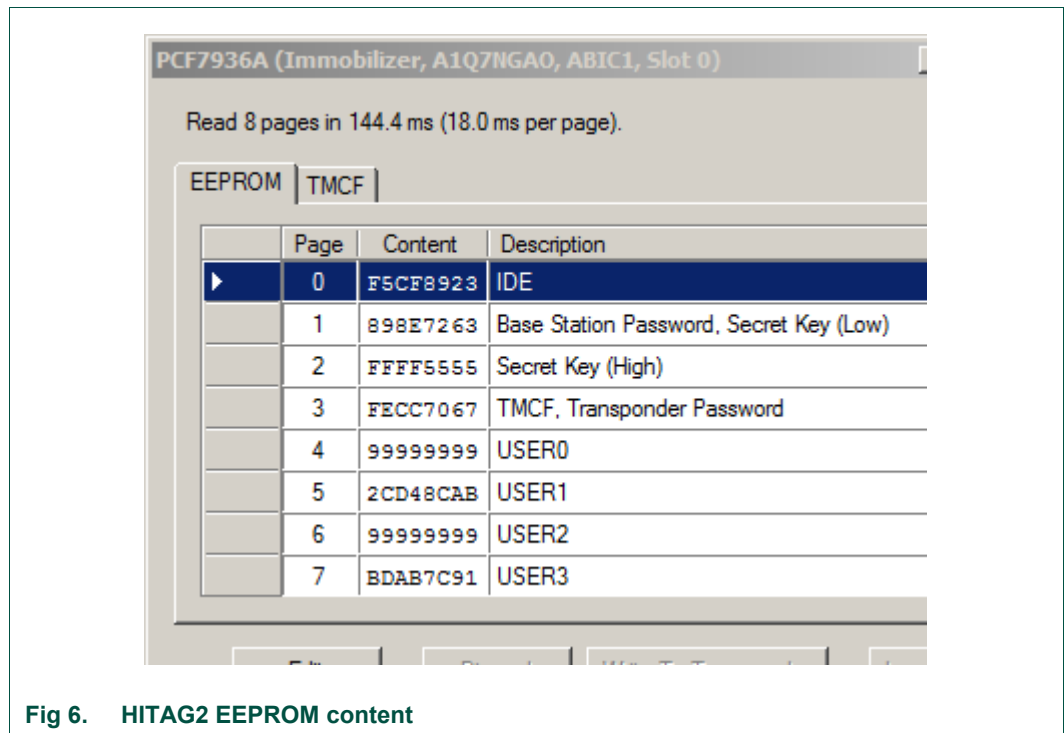 PCF7936A (Immobilizer, A1Q7NGA0, ABIC1, Slot 0)
Read 8 pages in 144.4 ms (18.0 ms per page).
EEPROM TMCF
Page Content Description
0 F5CF8923 IDE
1 898E7263 Base Station Password, Secret Key (Low)
2 FFFF5555 Secret Key (High)
3 FECC7067 TMCF, Transponder Password
4 99999999 USER0
5 2CD48CAB USER1
6 99999999 USER2
7 BDAB7C91 USER3
Fig 6. HITAG2 EEPROM content